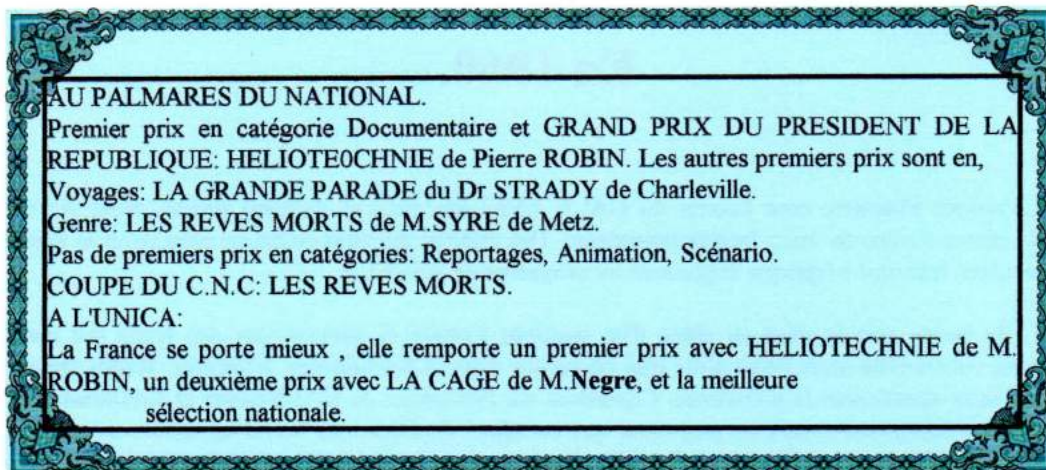 AU PALMARES DU NATIONAL.
Premier prix en catégorie Documentaire et GRAND PRIX DU PRESIDENT DE LA
REPUBLIQUE: HELIOTE0CHNIE de Pierre ROBIN. Les autres premiers prix sont en,
Voyages: LA GRANDE PARADE du Dr STRADY de Charleville.
Genre: LES REVES MORTS de M.SYRE de Metz.
Pas de premiers prix en catégories: Reportages, Animation, Scénario.
COUPE DU C.N.C: LES REVES MORTS.
A L'UNICA:
La France se porte mieux , elle remporte un premier prix avec HELIOTECHNIE de M.
ROBIN, un deuxième prix avec LA CAGE de M.Negre, et la meilleure
sélection nationale.